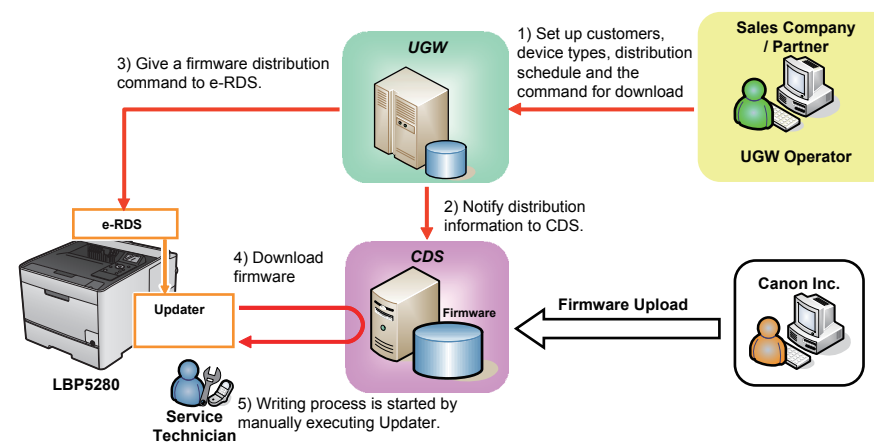 UGW
1) Set up customers,
device types, distribution
schedule and the
command for download
Sales Company
/ Partner
UGW Operator
3) Give a firmware distribution
command to e-RDS.
2) Notify distribution
information to CDS.
e-RDS
Updater
LBP5280
4) Download
firmware
CDS
Firmware
Firmware Upload
Canon Inc.
Service
Technician
5) Writing process is started by
manually executing Updater.